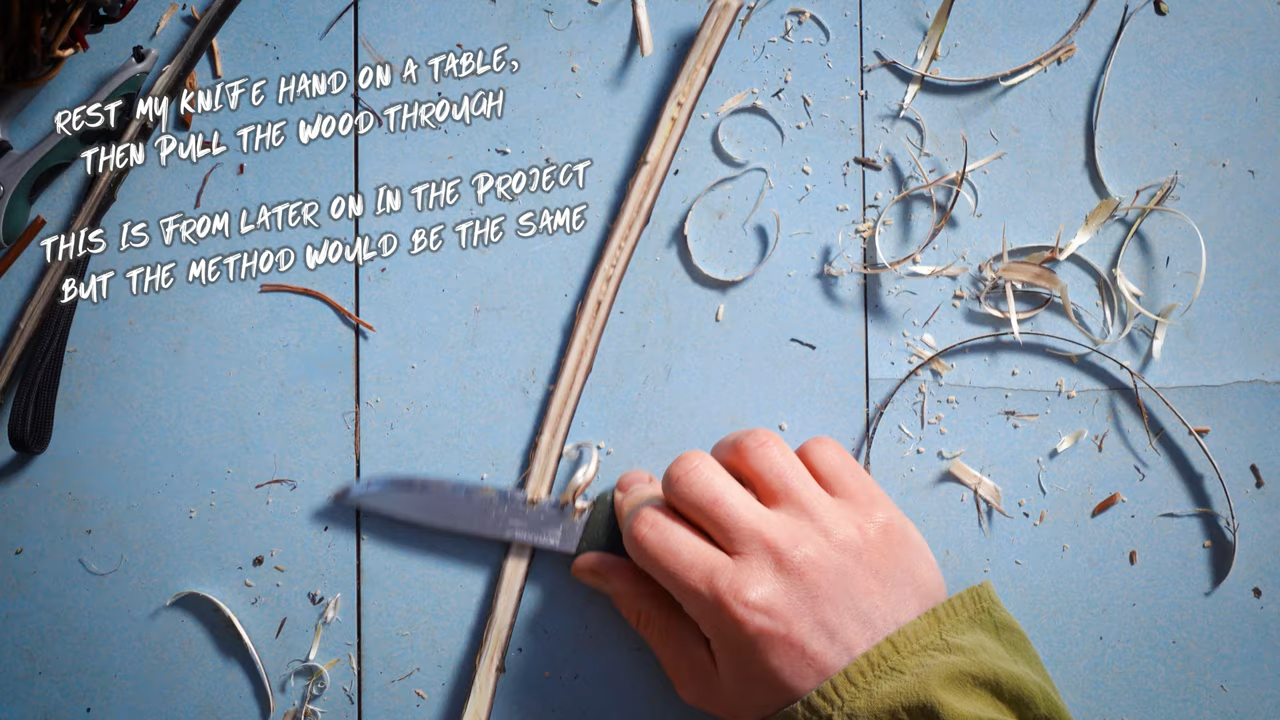 REST MY KNIFE HAND ON A TABLE,
THEN PULL THE WOOD THROUGH
THIS IS FROM LATER ON IN THE PROJECT
BUT THE METHOD WOULD BE THE SAME